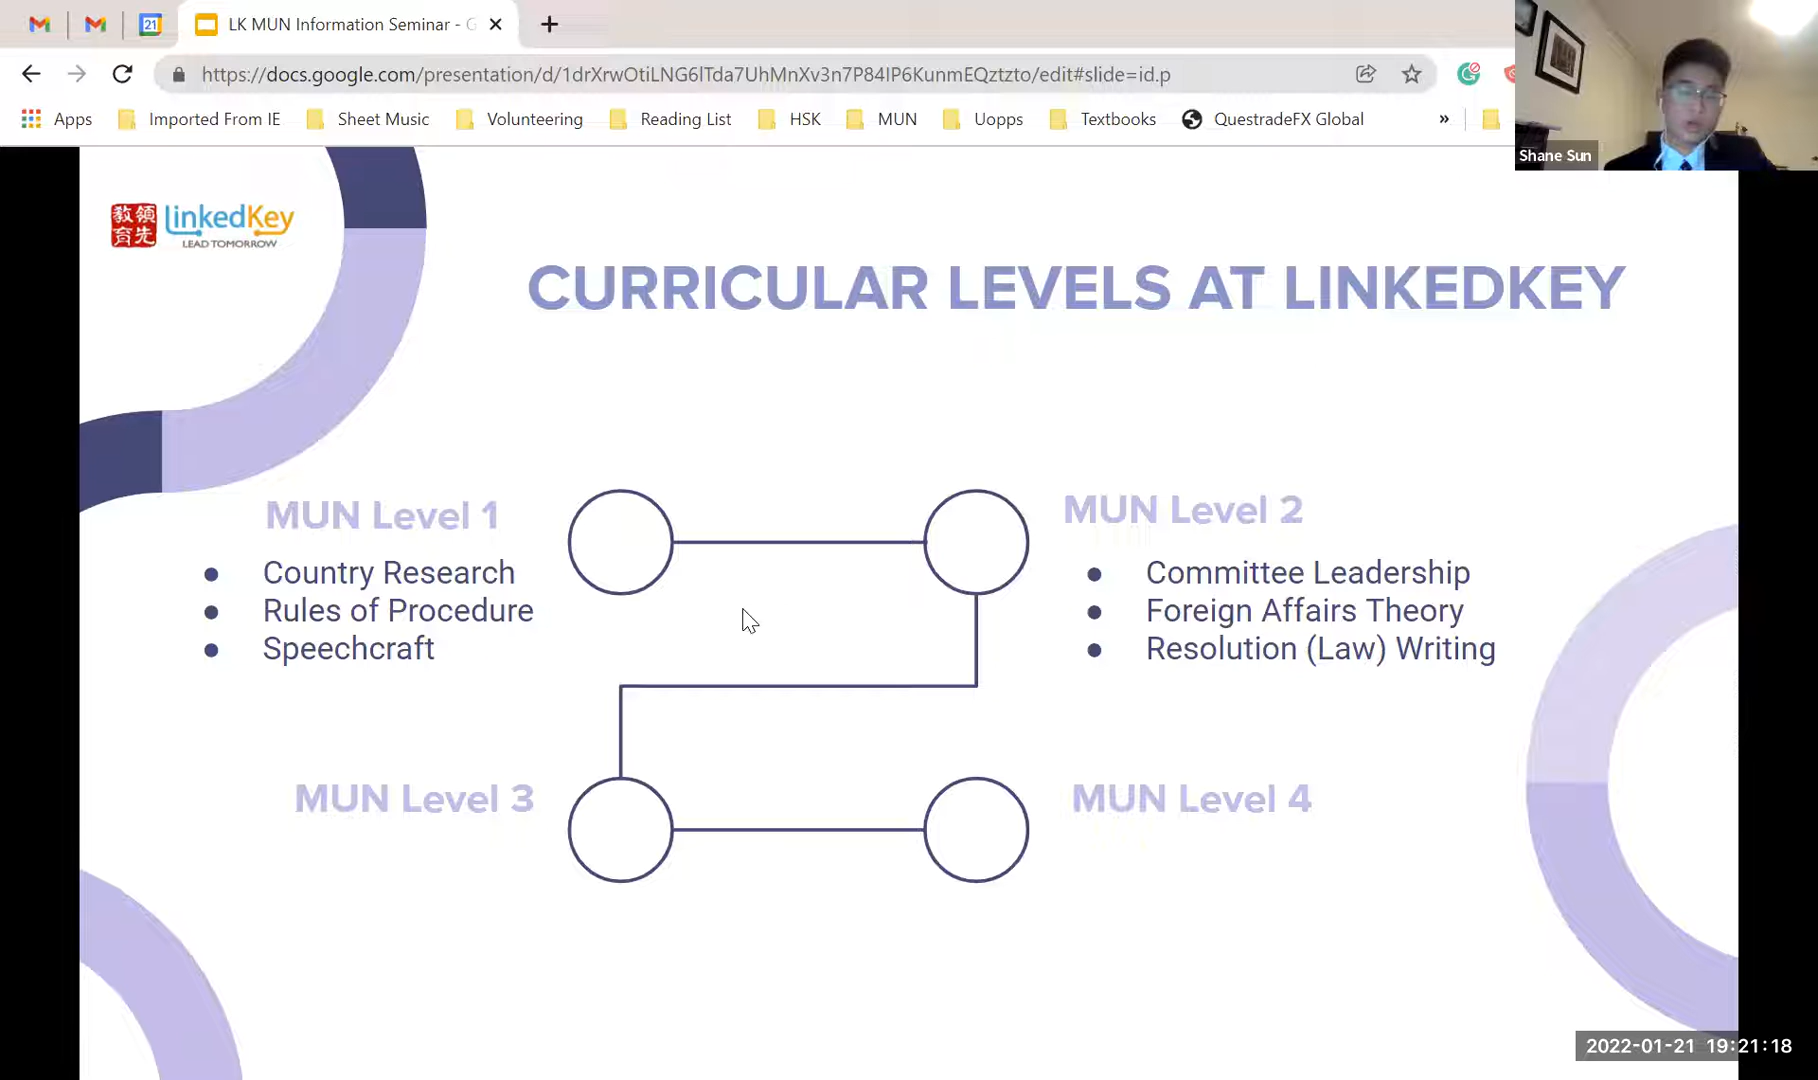 21
LK MUN Information Seminar - G
https://docs.google.com/presentation/d/1drXrwOtiLNG6lTda7UhMnXv3n7P84IP6KunmEQztzto/edit#slide=id.p
Apps Imported From IE Sheet Music Volunteering Reading List HSK MUN Uopps Textbooks QuestradeFX Global »
Shane Sun
教領
育先
LinkedKey
LEAD TOMORROW
CURRICULAR LEVELS AT LINKEDKEY
MUN Level 1
● Country Research
● Rules of Procedure
● Speechcraft
MUN Level 2
● Committee Leadership
● Foreign Affairs Theory
● Resolution (Law) Writing
MUN Level 3
MUN Level 4
2022-01-21 19:21:18